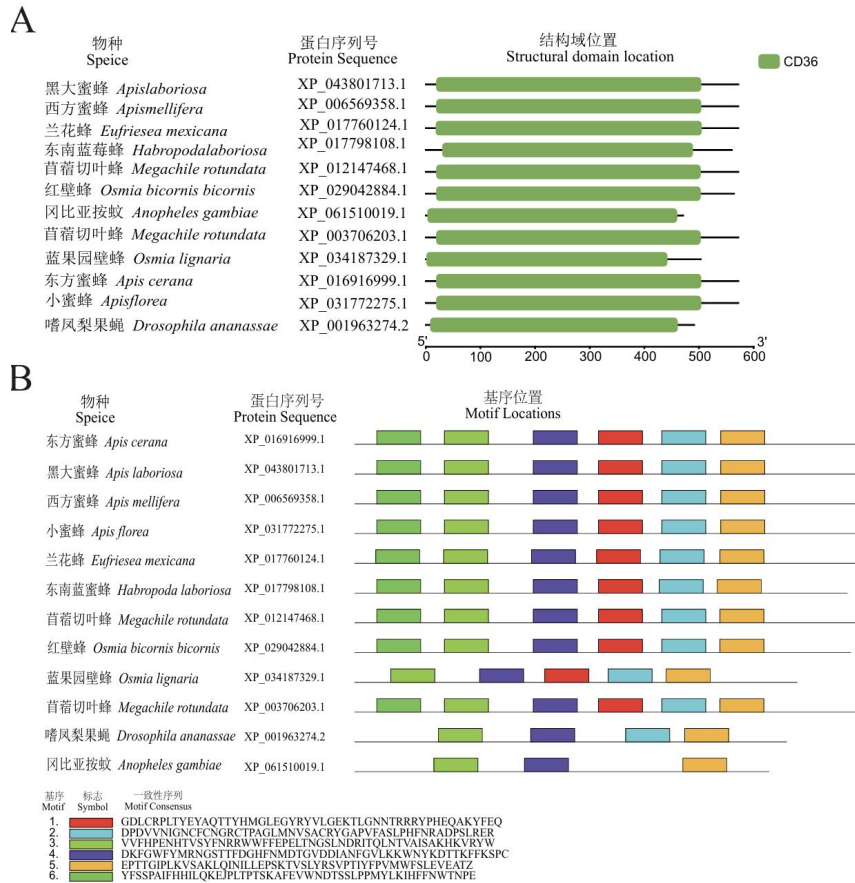 A
物种 蛋白序列号 结构域位置
Speice Protein Sequence Structural domain location
CD36
黑大蜜蜂 Apislaboriosa XP_043801713.1
西方蜜蜂 Apismellifera XP_006569358.1
兰花蜂 Eufriesea mexicana XP_017760124.1
东南蓝莓蜂 Habropodalaboriosa XP_017798108.1
苜蓿切叶蜂 Megachile rotundata XP_012147468.1
红壁蜂 Osmia bicornis bicornis XP_029042884.1
冈比亚按蚊 Anopheles gambiae XP_061510019.1
苜蓿切叶蜂 Megachile rotundata XP_003706203.1
蓝果园壁蜂 Osmia lignaria XP_034187329.1
东方蜜蜂 Apis cerana XP_016916999.1
小蜜蜂 Apisflorea XP_031772275.1
嗜凤梨果蝇 Drosophila ananassae XP_001963274.2
5' 3'
0 100 200 300 400 500 600
B
物种 蛋白序列号 基序位置
Speice Protein Sequence Motif Locations
东方蜜蜂 Apis cerana XP_016916999.1
黑大蜜蜂 Apis laboriosa XP_043801713.1
西方蜜蜂 Apis mellifera XP_006569358.1
小蜜蜂 Apis florea XP_031772275.1
兰花蜂 Eufriesea mexicana XP_017760124.1
东南蓝蜜蜂 Habropoda laboriosa XP_017798108.1
苜蓿切叶蜂 Megachile rotundata XP_012147468.1
红壁蜂 Osmia bicornis bicornis XP_029042884.1
蓝果园壁蜂 Osmia lignaria XP_034187329.1
苜蓿切叶蜂 Megachile rotundata XP_003706203.1
嗜凤梨果蝇 Drosophila ananassae XP_001963274.2
冈比亚按蚊 Anopheles gambiae XP_061510019.1
基序 标志 一致性序列
Motif Symbol Motif Consensus
1. GDLCRPLTYEYAQTTYHMGLEGYRYVLGEKTLGNNTRRRYPHEQAKYFEQ
2. DPDVVNIGNCFCNGRCTPAGLMNVSACRYGAPVFASLPHFNRADPSLRER
3. VVFHPENHTVSYFNRRWWFFEPELTNGSLNDRITQLNTVAISAKHKVRYW
4. DKFGWFYMRNGSTTFDGHFNMDTGVDDIANFGVLKKWNYKDTTKFFKSPC
5. EPTTGIPLKVSAKLQINILLEPSKTVSLYRSVPTIYFPVMWFSLEVEATZ
6. YFSSPAIFHHILQKEJPLTPTSKAFEVWNDTSSLPPMYLKIHFFNWTNPE